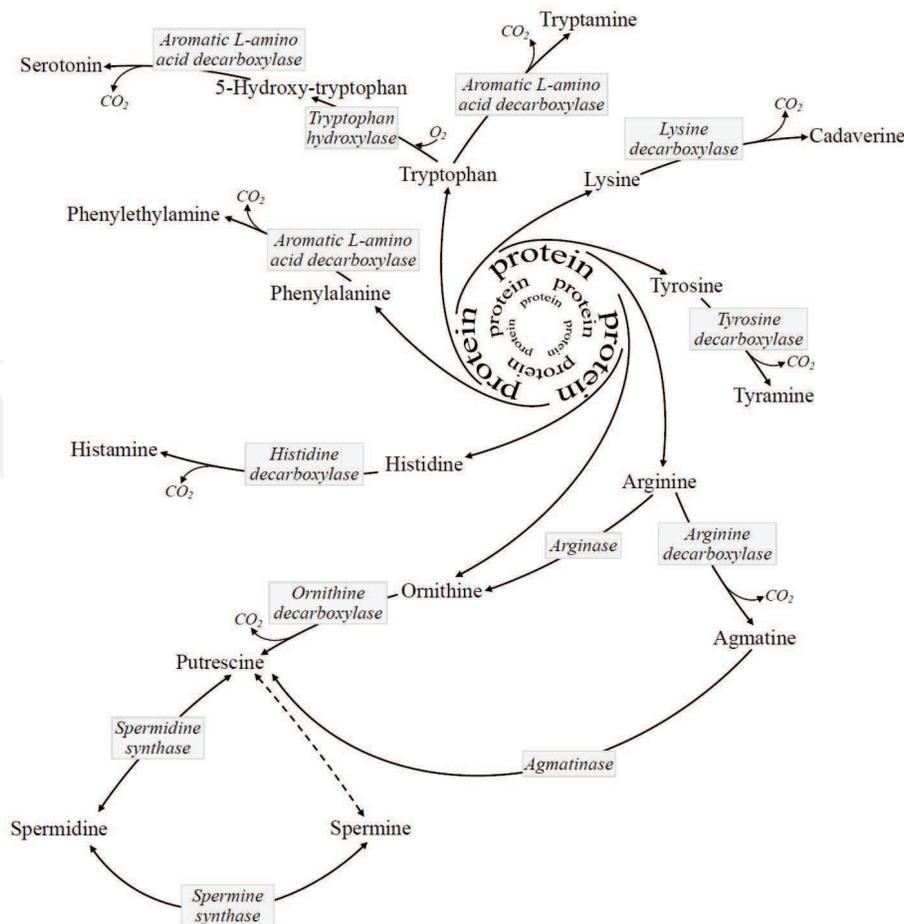 Tryptamine
CO2
Aromatic L-amino
acid decarboxylase
Serotonin
CO2
5-Hydroxy-tryptophan
Aromatic L-amino
acid decarboxylase
Tryptophan
hydroxylase
O2
Tryptophan
CO2
Lysine
decarboxylase
Cadaverine
Lysine
CO2
Phenylethylamine
Aromatic L-amino
acid decarboxylase
Phenylalanine
protein
protein
protein
protein
protein
protein
protein
protein
protein
protein
protein
Tyrosine
Tyrosine
decarboxylase
CO2
Tyramine
Histamine
Histidine
decarboxylase
CO2
Histidine
Arginine
Arginase
Arginine
decarboxylase
CO2
Agmatine
Ornithine
Ornithine
decarboxylase
CO2
Putrescine
Spermidine
synthase
Agmatinase
Spermidine
Spermine
Spermine
synthase